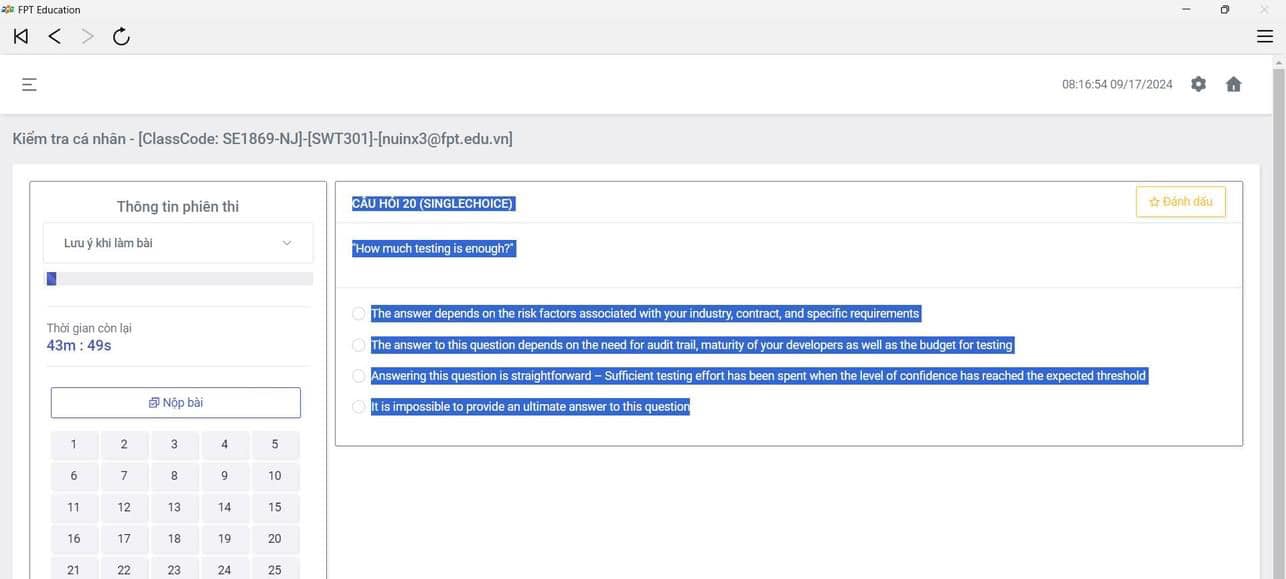 FPT Education
08:16:54 09/17/2024
Kiểm tra cá nhân - [ClassCode: SE1869-NJ]-[SWT301]-[nuinx3@fpt.edu.vn]
Thông tin phiên thi
Lưu ý khi làm bài
Thời gian còn lại
43m : 49s
Nộp bài
1 2 3 4 5
6 7 8 9 10
11 12 13 14 15
16 17 18 19 20
21 22 23 24 25
CÂU HỎI 20 (SINGLECHOICE)
Đánh dấu
"How much testing is enough?"
The answer depends on the risk factors associated with your industry, contract, and specific requirements
The answer to this question depends on the need for audit trail, maturity of your developers as well as the budget for testing
Answering this question is straightforward – Sufficient testing effort has been spent when the level of confidence has reached the expected threshold
It is impossible to provide an ultimate answer to this question